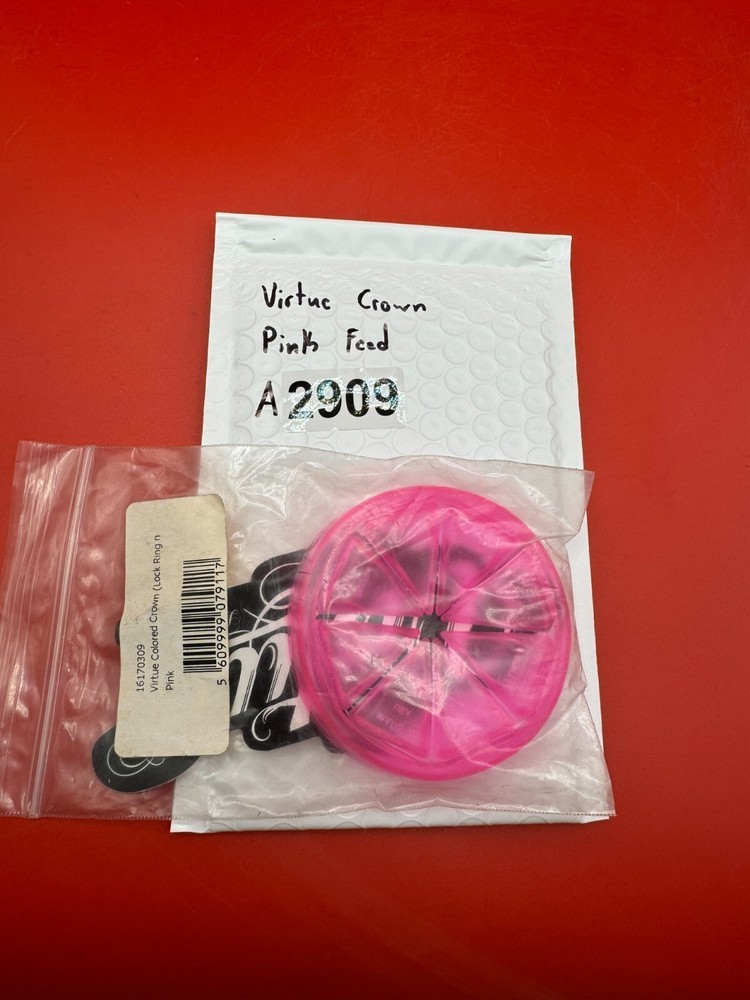 Virtue Crown
Pink Feed
A2909
16170309
Virtue Colored Crown (Lock Ring n
Pink
5 609999 079117